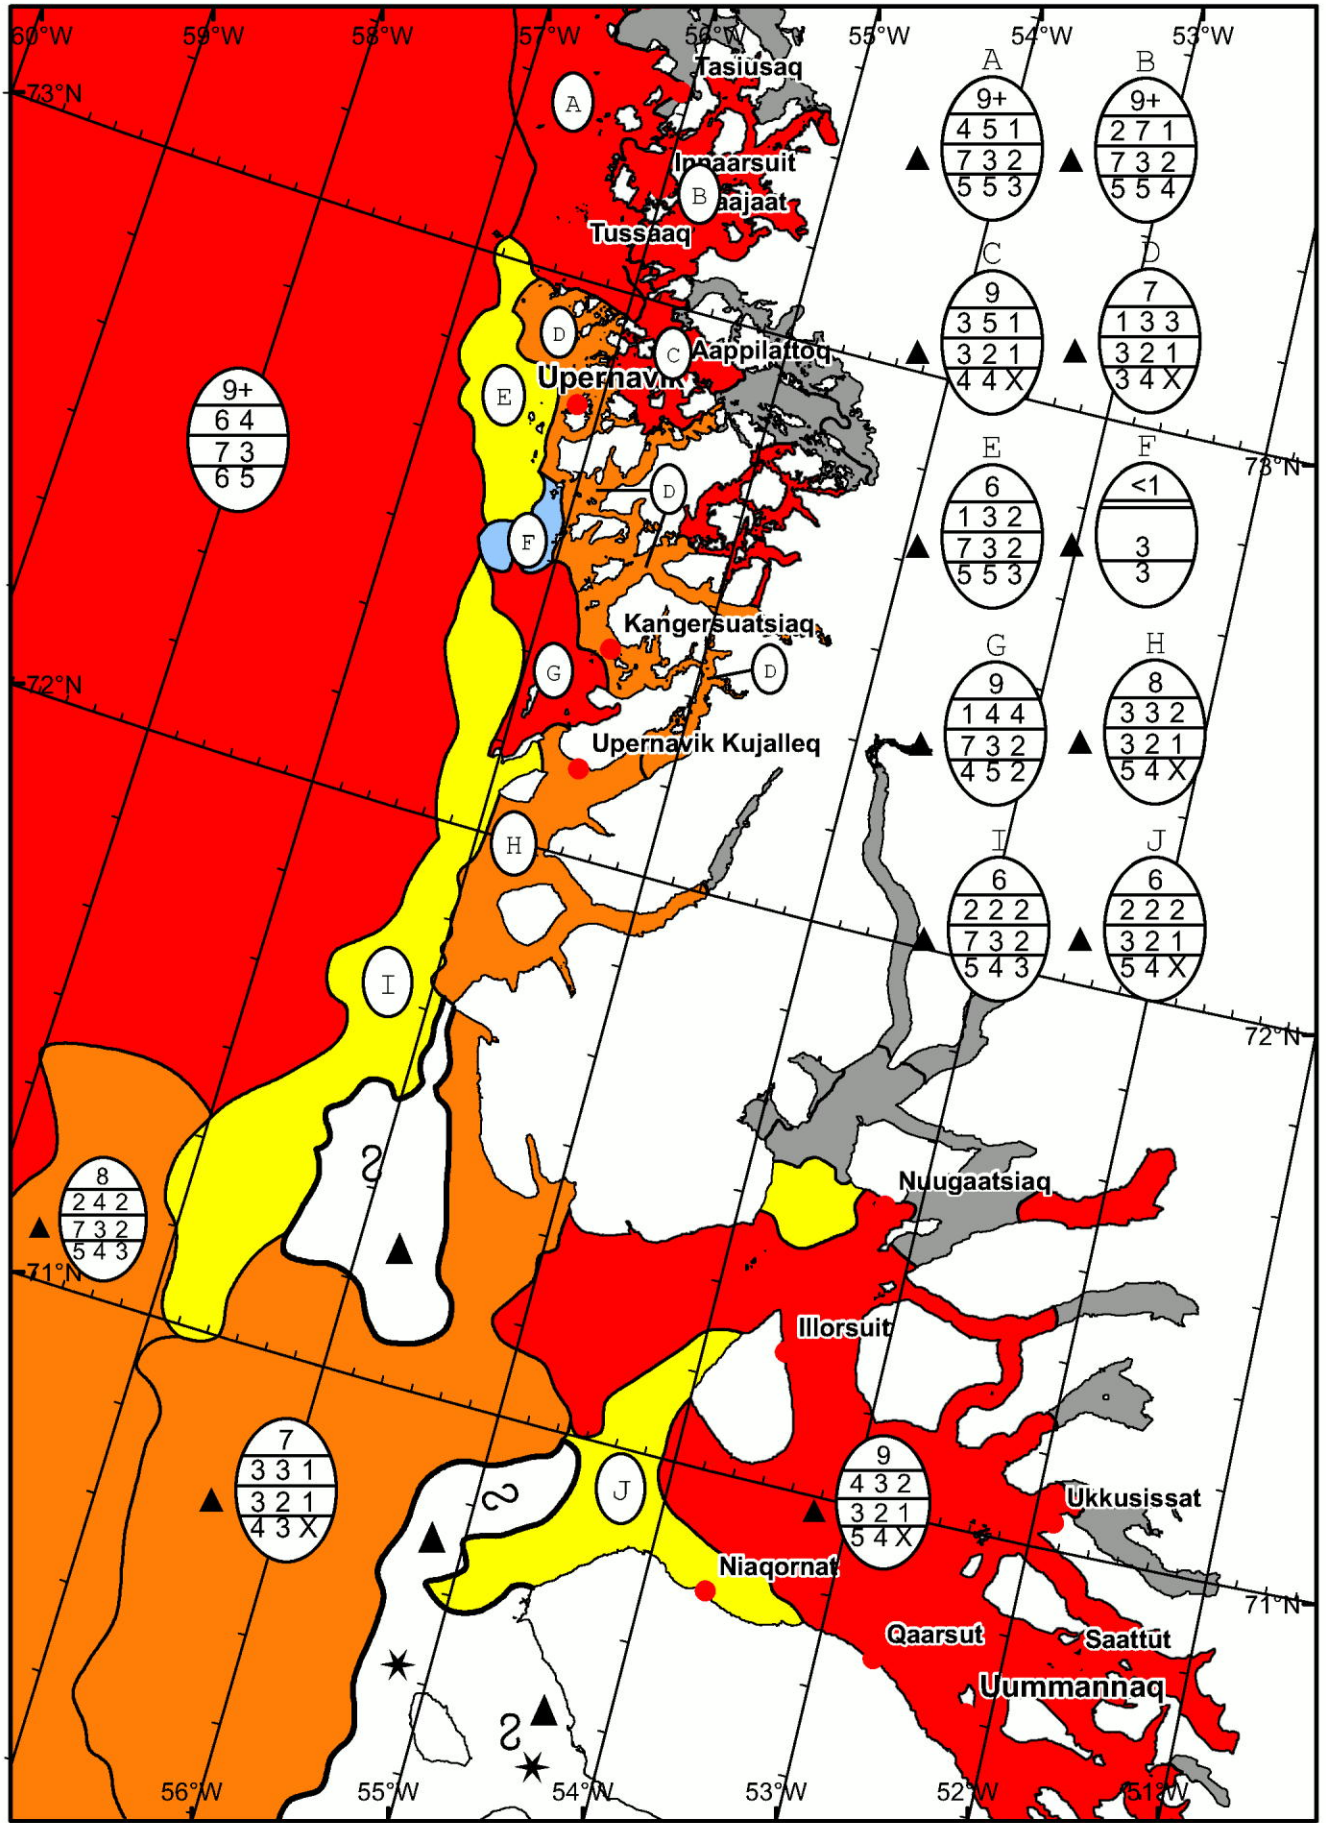 60°W 59°W 58°W 57°W 56°W 55°W 54°W 53°W
73°N
Tasiusaq
A
B
A
9+
4 5 1
7 3 2
5 5 3
B
9+
2 7 1
7 3 2
5 5 4
Innaarsuit
aajaat
Tussaaq
C
9
3 5 1
3 2 1
4 4 X
D
7
1 3 3
3 2 1
3 4 X
D
C
Aappilattoq
Upernavik
E
9+
6 4
7 3
6 5
73°N
E
6
1 3 2
7 3 2
5 5 3
F
<1
3
3
D
F
Kangersuatsiaq
G
D
72°N
G
9
1 4 4
7 3 2
4 5 2
H
8
3 3 2
3 2 1
5 4 X
Upernavik Kujalleq
H
I
6
2 2 2
7 3 2
5 4 3
J
6
2 2 2
3 2 1
5 4 X
I
72°N
8
2 4 2
7 3 2
5 4 3
Nuugaatsiaq
71°N
Illorsuit
7
3 3 1
3 2 1
4 3 X
J
9
4 3 2
3 2 1
5 4 X
Ukkusissat
Niaqornat
71°N
Qaarsut
Saattut
Uummannaq
56°W 55°W 54°W 53°W 52°W 51°W